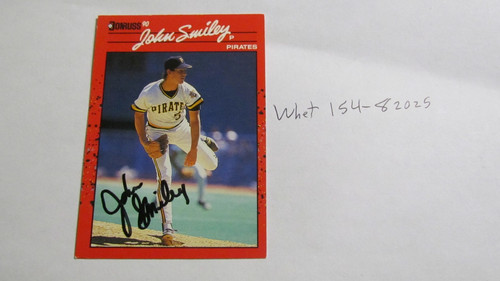 DONRUSS 90
John Smiley P
PIRATES
PIRATES
John
Smiley
Whet 154-82025